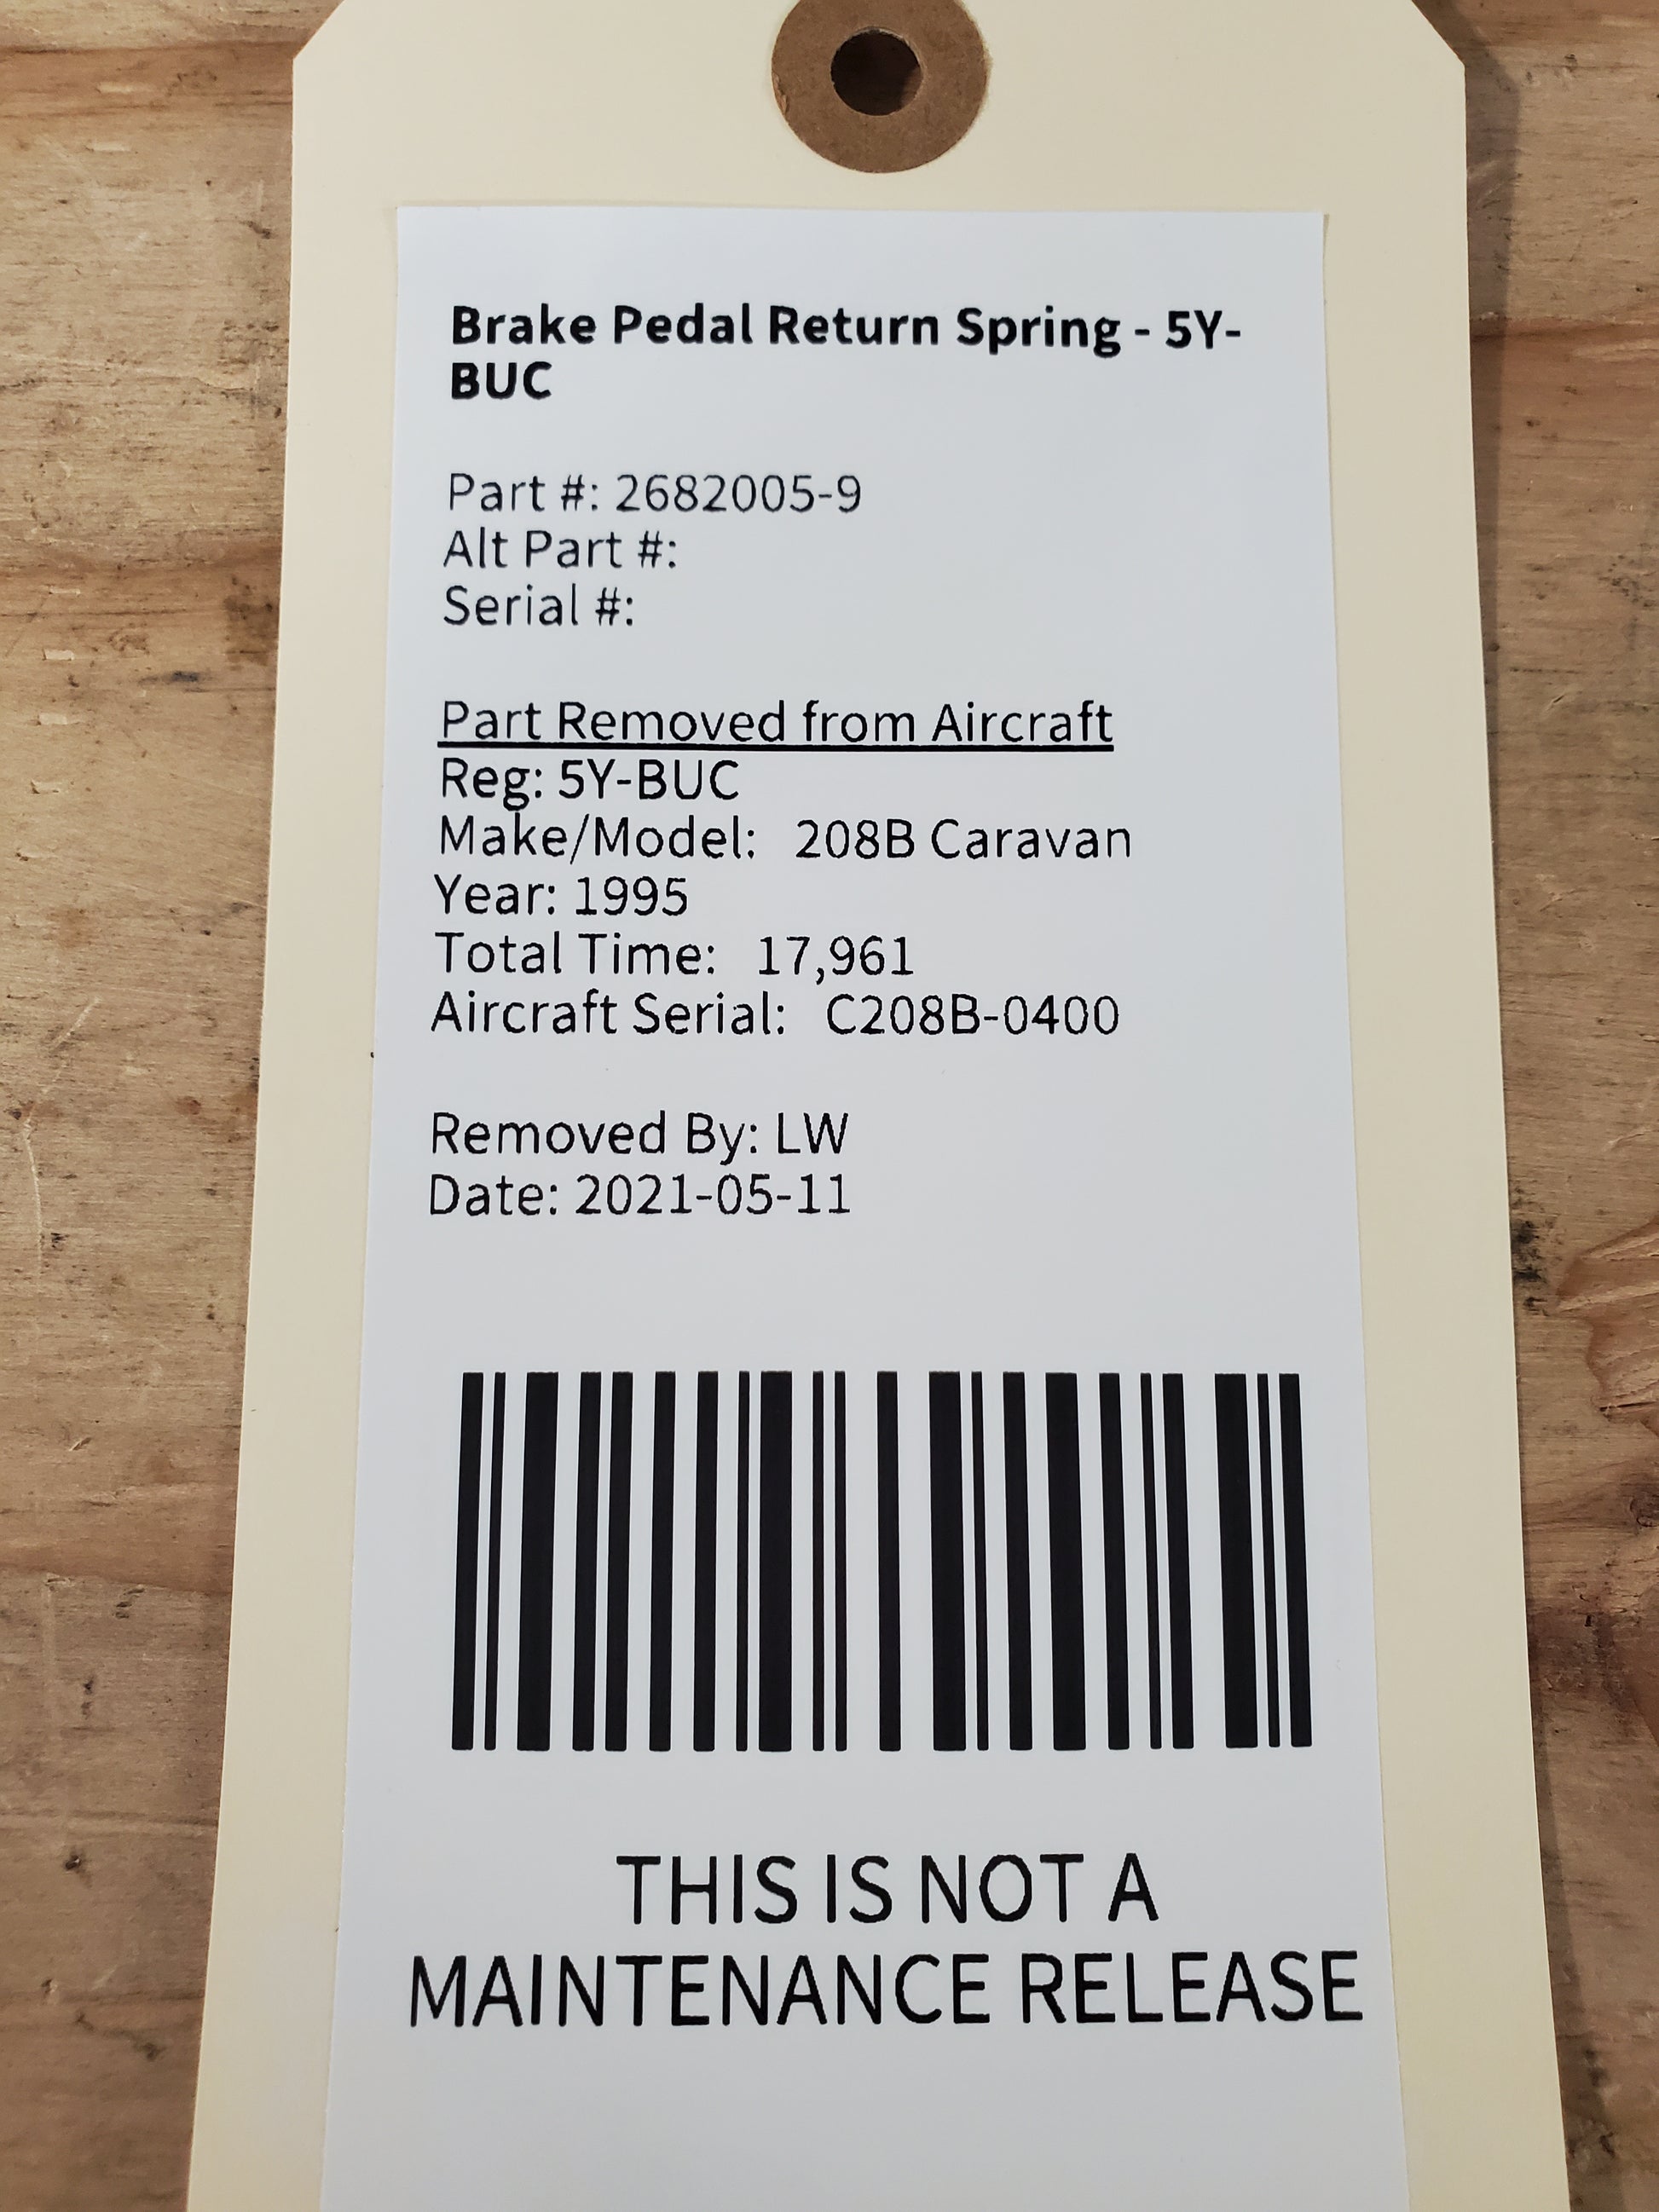 Brake Pedal Return Spring - 5Y-
BUC
Part #: 2682005-9
Alt Part #:
Serial #:
Part Removed from Aircraft
Reg: 5Y-BUC
Make/Model: 208B Caravan
Year: 1995
Total Time: 17,961
Aircraft Serial: C208B-0400
Removed By: LW
Date: 2021-05-11
THIS IS NOT A
MAINTENANCE RELEASE